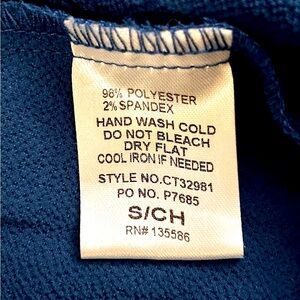 98% POLYESTER
2% SPANDEX
HAND WASH COLD
DO NOT BLEACH
DRY FLAT
COOL IRON IF NEEDED
STYLE NO.CT32981
PO NO. P7685
S/CH
RN# 135586